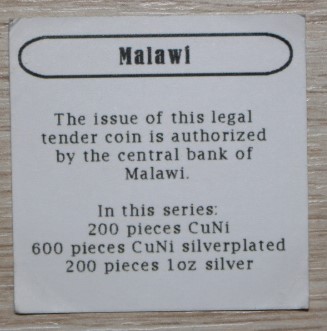 Malawi
The issue of this legal
tender coin is authorized
by the central bank of
Malawi.
In this series:
200 pieces CuNi
600 pieces CuNi silverplated
200 pieces 1oz silver